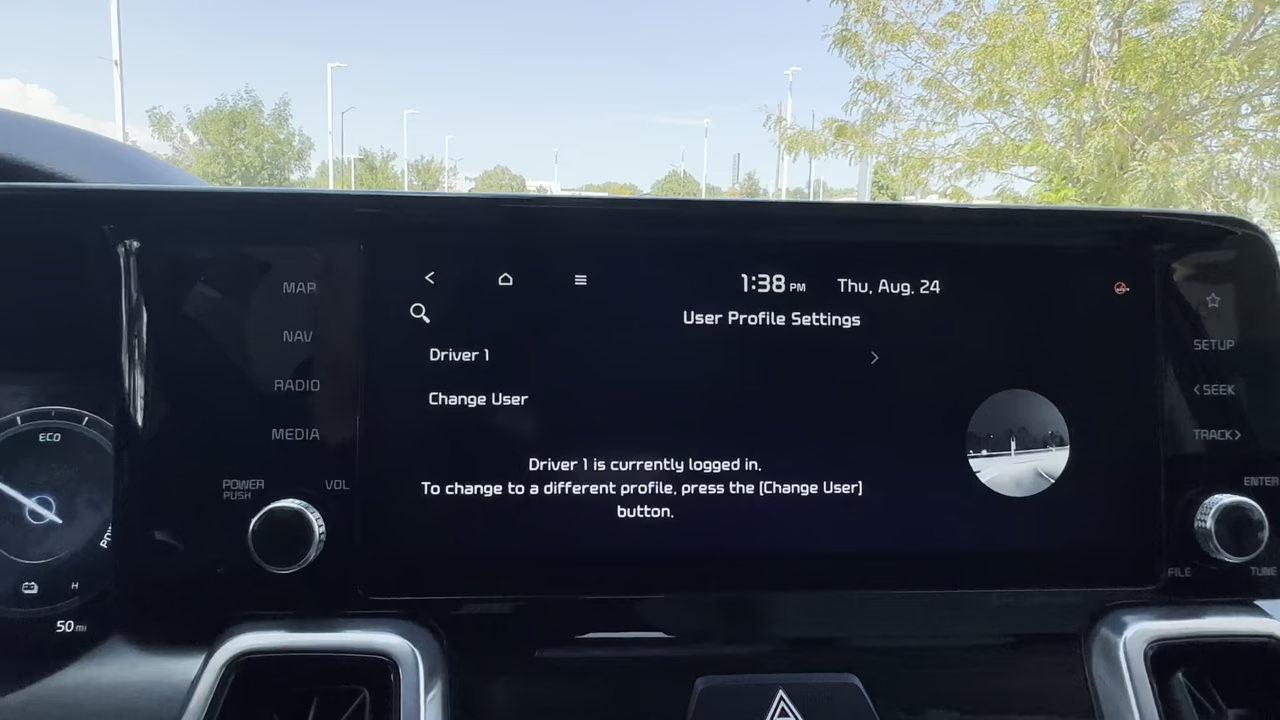 1:38 PM Thu, Aug. 24
User Profile Settings
Driver 1
Change User
Driver 1 is currently logged in.
To change to a different profile, press the [Change User]
button.
MAP
NAV
RADIO
MEDIA
POWER
PUSH
VOL
SETUP
< SEEK
TRACK >
ENTER
FILE
TUNE
ECO
H
50 mi